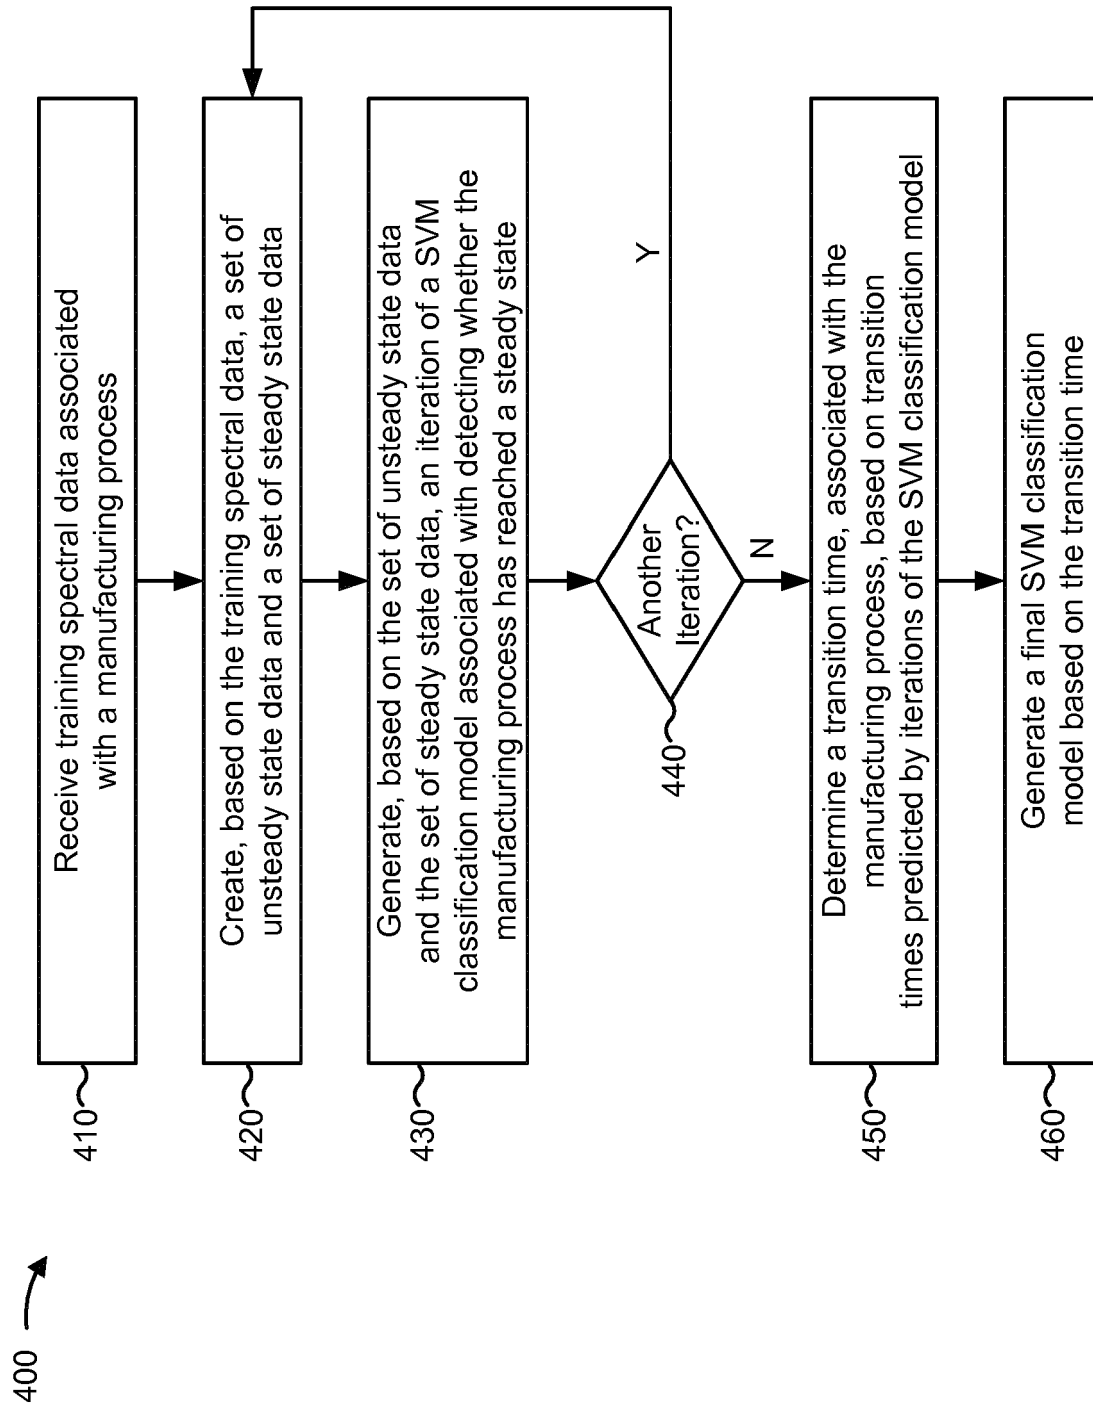 400
410
Receive training spectral data associated
with a manufacturing process
420
Create, based on the training spectral data, a set of
unsteady state data and a set of steady state data
430
Generate, based on the set of unsteady state data
and the set of steady state data, an iteration of a SVM
classification model associated with detecting whether the
manufacturing process has reached a steady state
440
Another
Iteration?
Y
N
450
Determine a transition time, associated with the
manufacturing process, based on transition
times predicted by iterations of the SVM classification model
460
Generate a final SVM classification
model based on the transition time